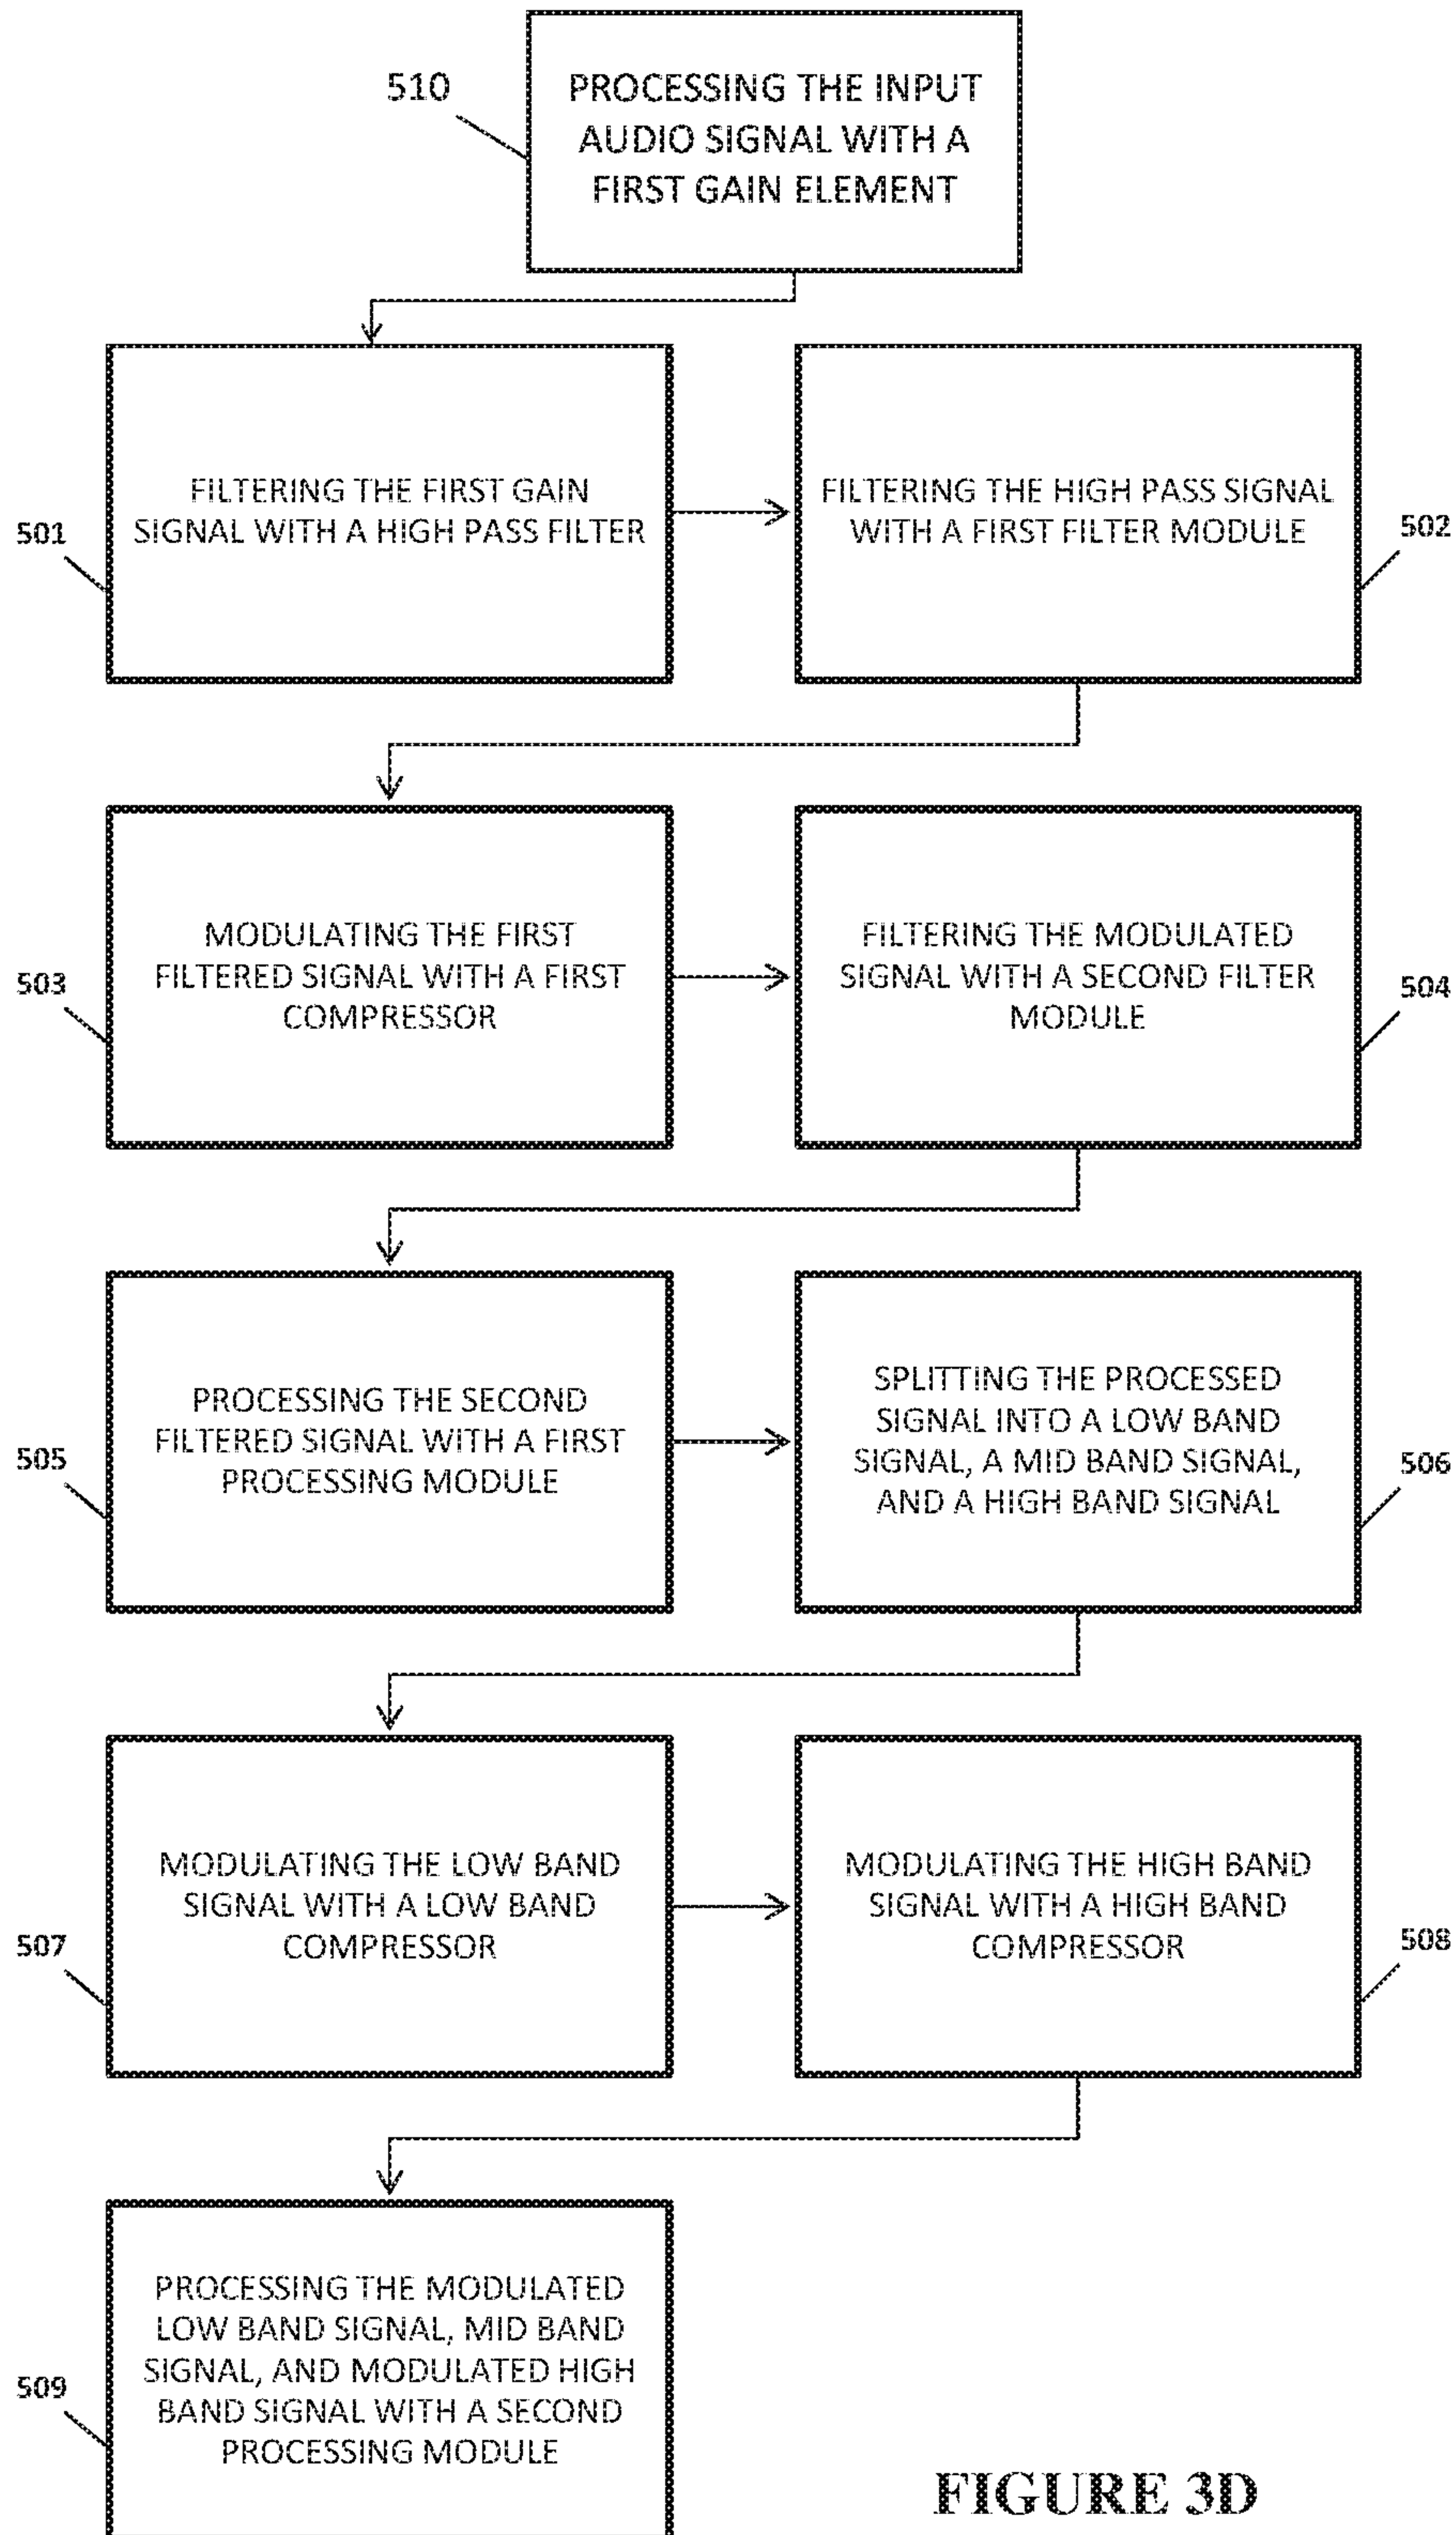 510
PROCESSING THE INPUT
AUDIO SIGNAL WITH A
FIRST GAIN ELEMENT
501
FILTERING THE FIRST GAIN
SIGNAL WITH A HIGH PASS FILTER
FILTERING THE HIGH PASS SIGNAL
WITH A FIRST FILTER MODULE
502
503
MODULATING THE FIRST
FILTERED SIGNAL WITH A FIRST
COMPRESSOR
FILTERING THE MODULATED
SIGNAL WITH A SECOND FILTER
MODULE
504
505
PROCESSING THE SECOND
FILTERED SIGNAL WITH A FIRST
PROCESSING MODULE
SPLITTING THE PROCESSED
SIGNAL INTO A LOW BAND
SIGNAL, A MID BAND SIGNAL,
AND A HIGH BAND SIGNAL
506
507
MODULATING THE LOW BAND
SIGNAL WITH A LOW BAND
COMPRESSOR
MODULATING THE HIGH BAND
SIGNAL WITH A HIGH BAND
COMPRESSOR
508
509
PROCESSING THE MODULATED
LOW BAND SIGNAL, MID BAND
SIGNAL, AND MODULATED HIGH
BAND SIGNAL WITH A SECOND
PROCESSING MODULE
FIGURE 3D